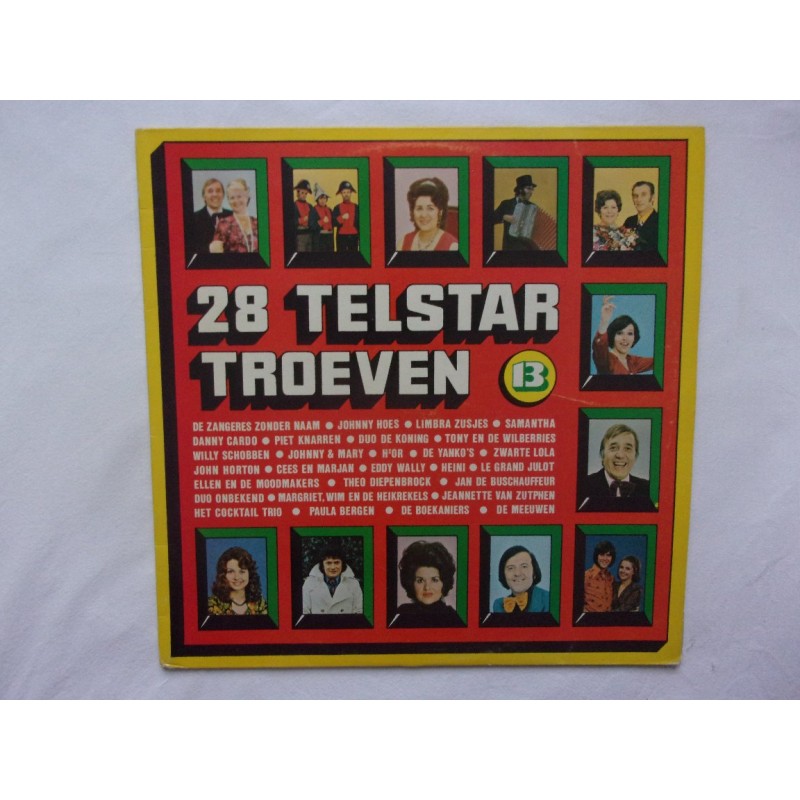 28 TELSTAR
TROEVEN 13
DE ZANGERES ZONDER NAAM ● JOHNNY HOES ● LIMBRA ZUSJES ● SAMANTHA
DANNY CARDO ● PIET KNARREN ● DUO DE KONING ● TONY EN DE WILBERRIES
WILLY SCHOBBEN ● JOHNNY & MARY ● H²OR ● DE YANKO'S ● ZWARTE LOLA
JOHN HORTON ● CEES EN MARJAN ● EDDY WALLY ● HEINI ● LE GRAND JULOT
ELLEN EN DE MOODMAKERS ● THEO DIEPENBROCK ● JAN DE BUSCHAUFFEUR
DUO ONBEKEND ● MARGRIET, WIM EN DE HEIKREKELS ● JEANNETTE VAN ZUTPHEN
HET COCKTAIL TRIO ● PAULA BERGEN ● DE BOEKANIERS ● DE MEEUWEN